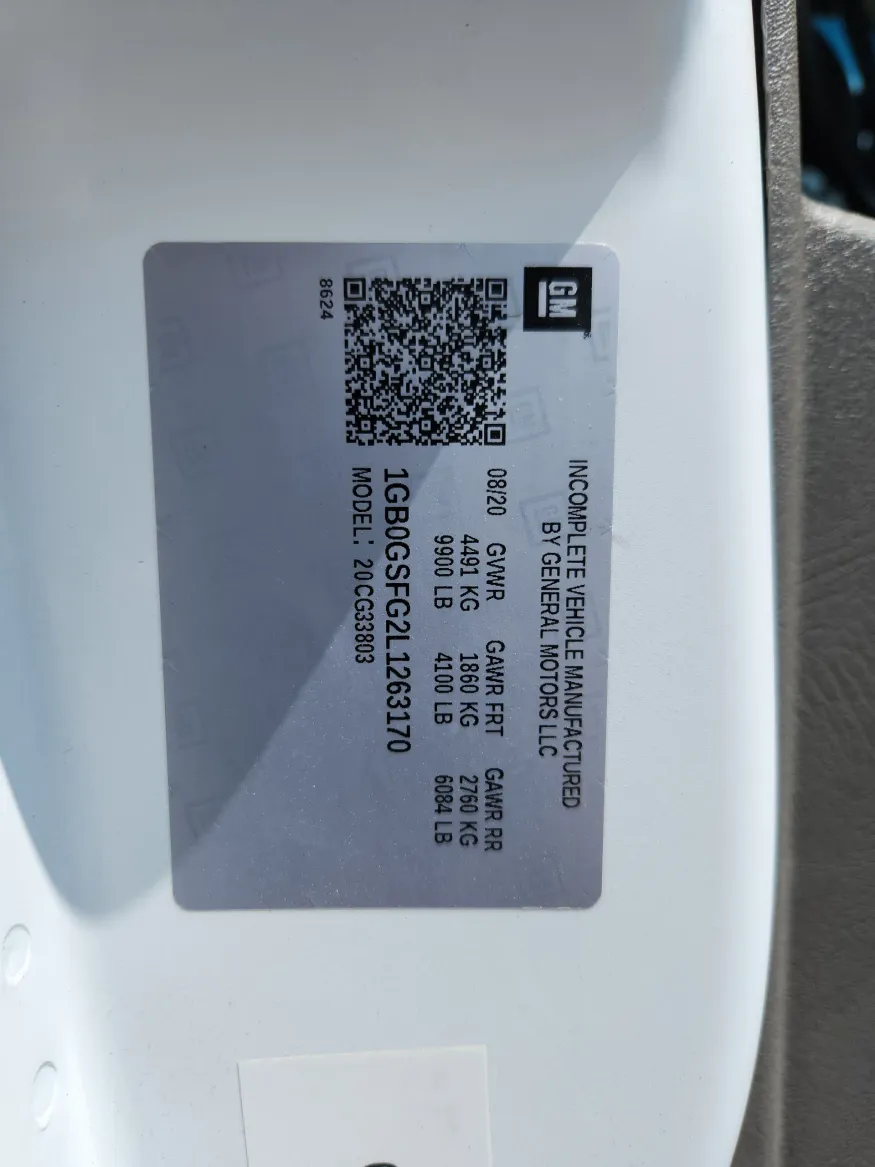 GM
INCOMPLETE VEHICLE MANUFACTURED
BY GENERAL MOTORS LLC
08/20 GVWR GAWR FRT GAWR RR
4491 KG 1860 KG 2760 KG
9900 LB 4100 LB 6084 LB
1GB0GSFG2L1263170
MODEL: 20CG33803
8624